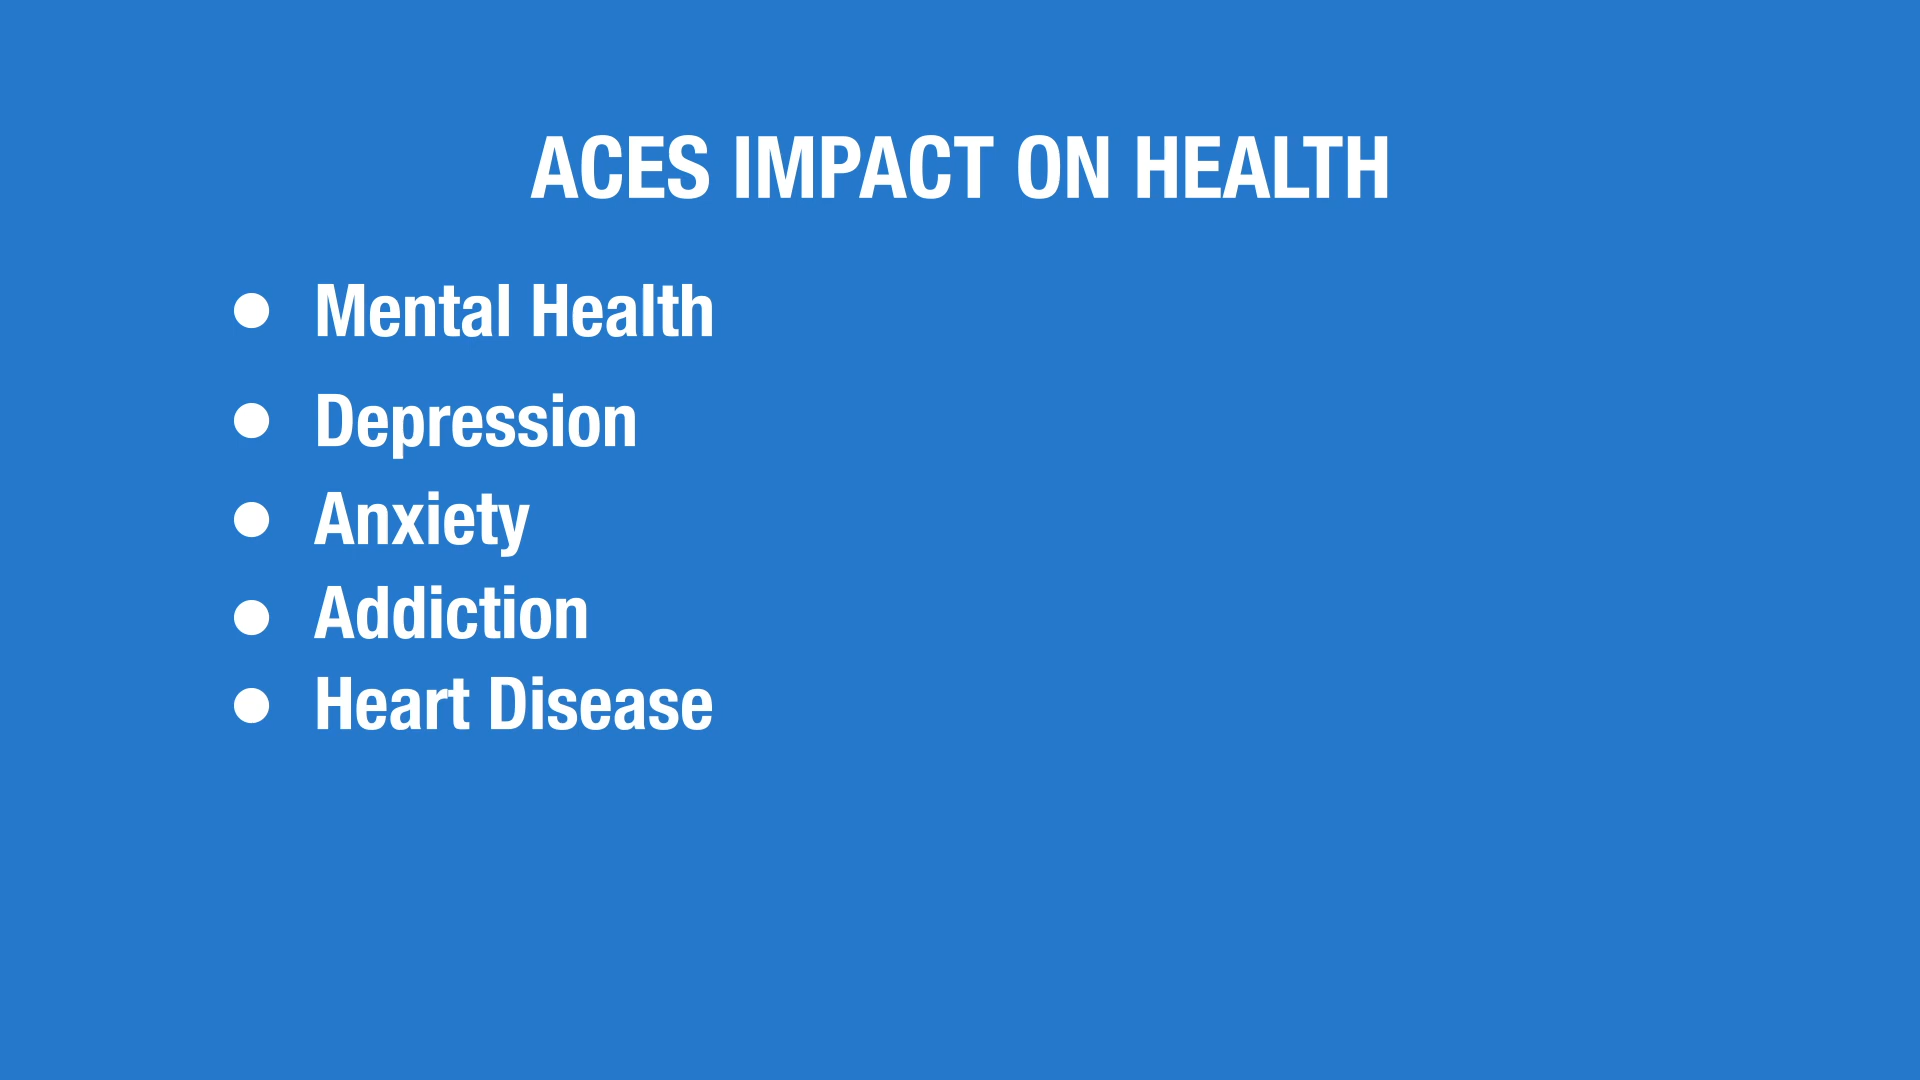 ACES IMPACT ON HEALTH
● Mental Health
● Depression
● Anxiety
● Addiction
● Heart Disease